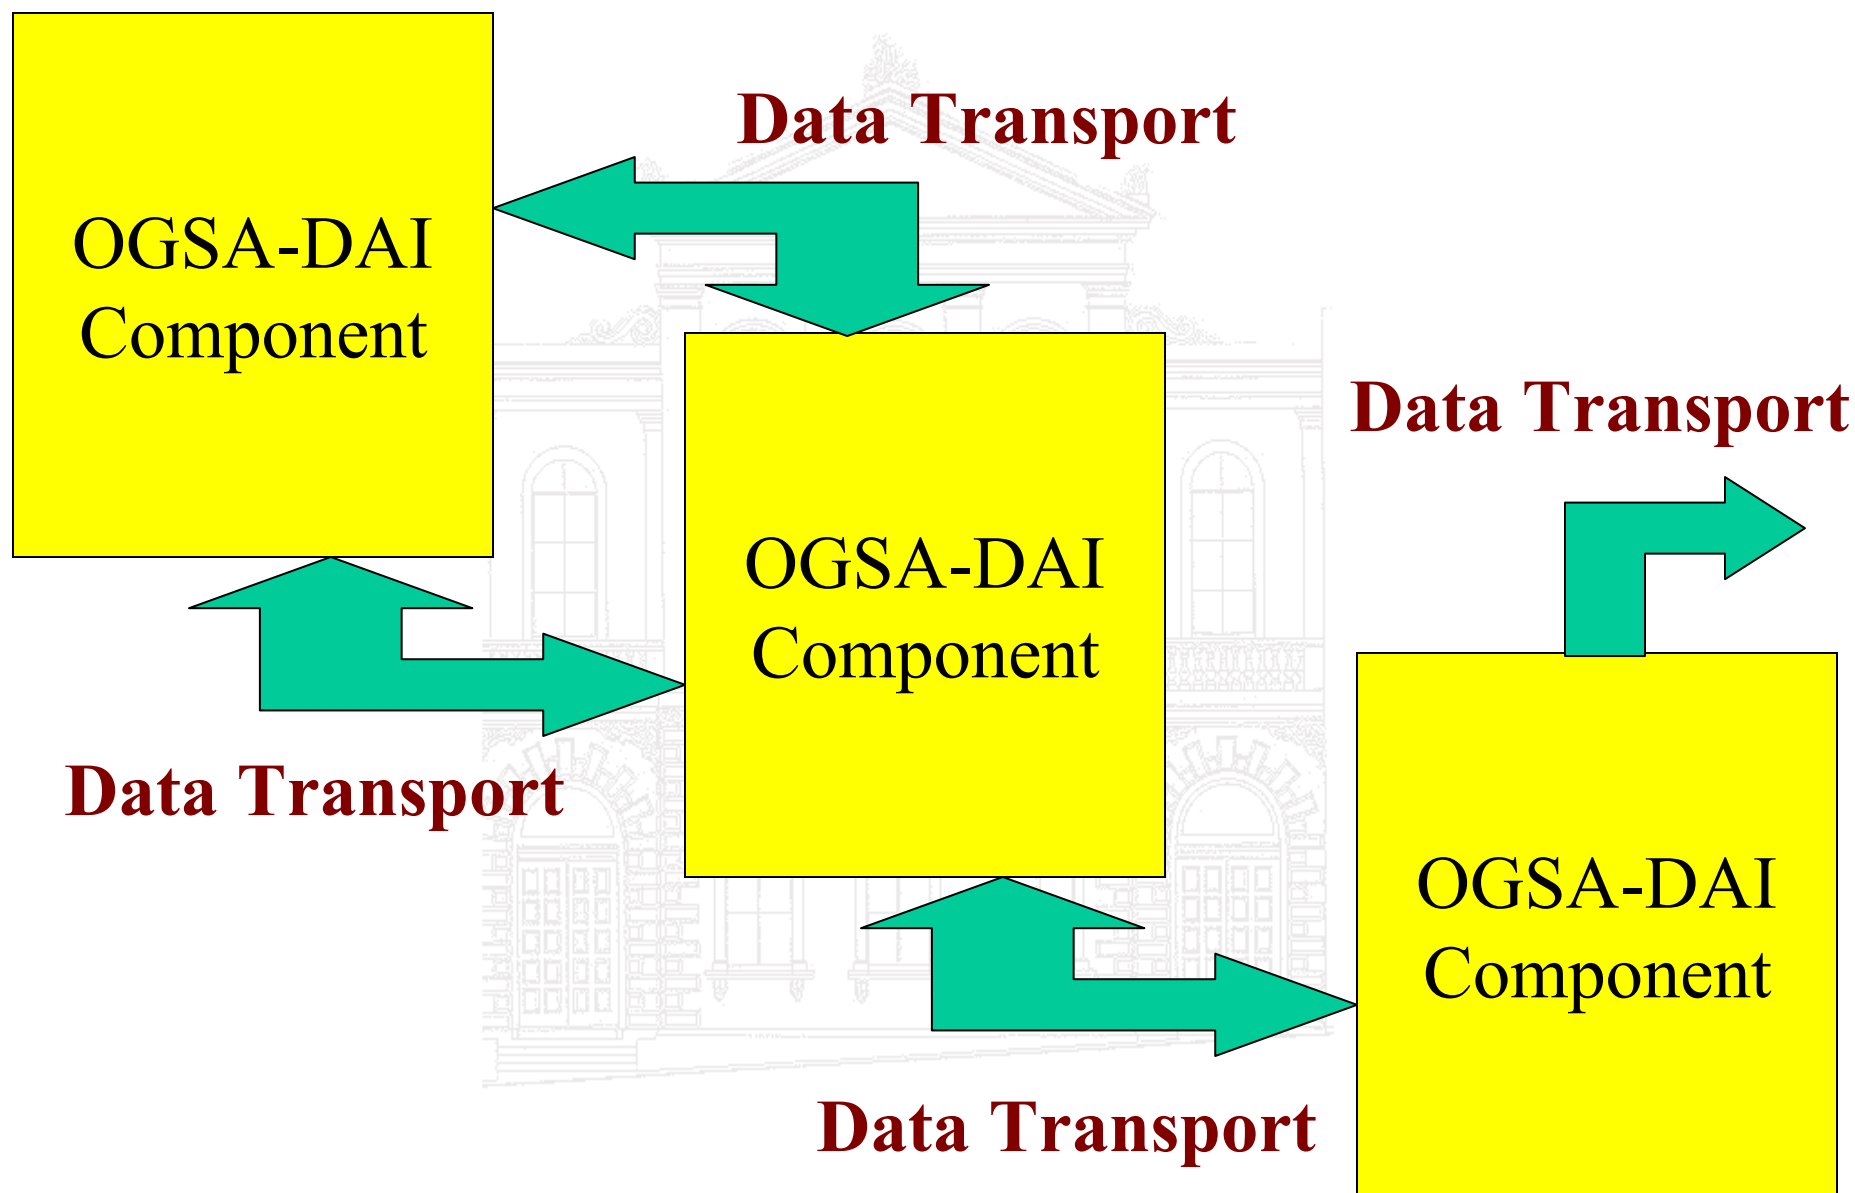 Data Transport
OGSA-DAI
Component
Data Transport
OGSA-DAI
Component
Data Transport
OGSA-DAI
Component
Data Transport